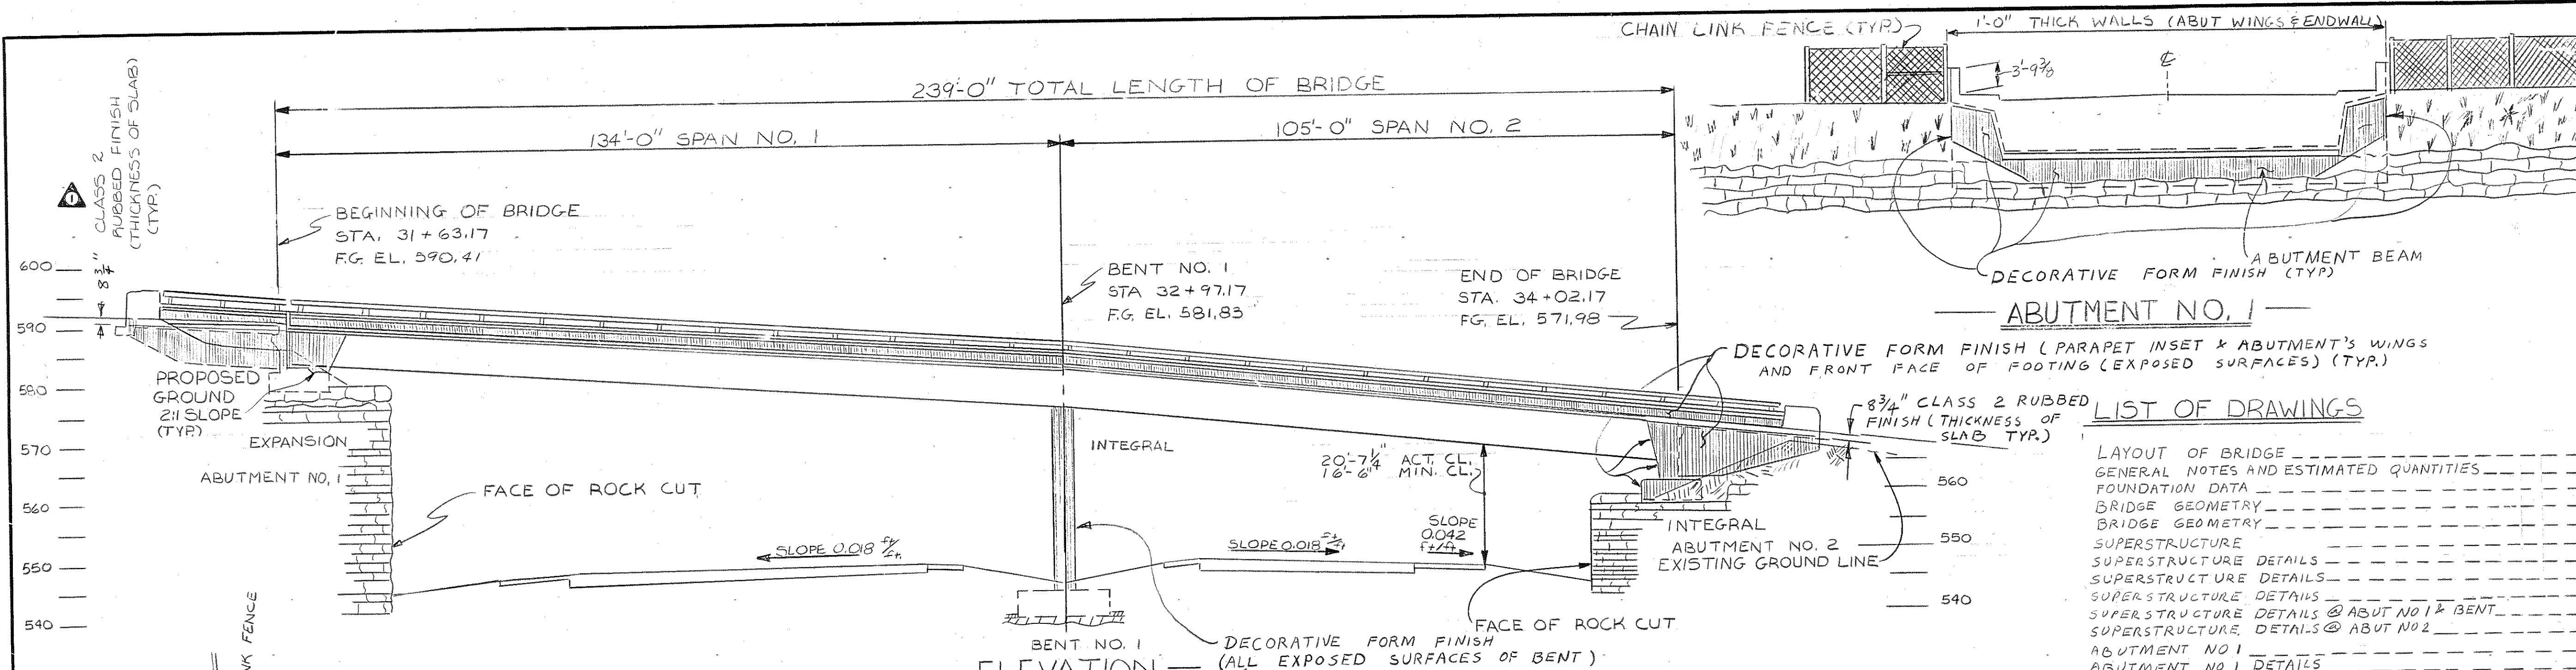 CHAIN LINK FENCE (TYP.)
1'-0" THICK WALLS (ABUT WINGS & ENDWALL)
3'-9⅜
℄
239'-0" TOTAL LENGTH OF BRIDGE
134'-0" SPAN NO. 1
105'-0" SPAN NO. 2
1
8 3/4" CLASS 2
RUBBED FINISH
(THICKNESS OF SLAB)
(TYP.)
BEGINNING OF BRIDGE
STA. 31+63.17
F.G. EL. 590.41
BENT NO. 1
STA 32+97.17
F.G. EL. 581.83
END OF BRIDGE
STA. 34+02.17
FG. EL. 571.98
ABUTMENT BEAM
DECORATIVE FORM FINISH (TYP)
ABUTMENT NO. 1
600
590
580
570
560
550
540
PROPOSED
GROUND
2:1 SLOPE
(TYP.)
EXPANSION
ABUTMENT NO. 1
FACE OF ROCK CUT
INTEGRAL
20'-7 1/4" ACT. CL.
16'-6" MIN. CL.
SLOPE 0.018 ft/ft.
SLOPE 0.018 ft/ft
SLOPE
0.042
ft/ft
DECORATIVE FORM FINISH (PARAPET INSET & ABUTMENT'S WINGS
AND FRONT FACE OF FOOTING (EXPOSED SURFACES) (TYP.)
8 3/4" CLASS 2 RUBBED
FINISH (THICKNESS OF
SLAB TYP.)
INTEGRAL
ABUTMENT NO. 2
EXISTING GROUND LINE
560
550
540
FACE OF ROCK CUT
BENT NO. 1
DECORATIVE FORM FINISH
(ALL EXPOSED SURFACES OF BENT)
ELEVATION
NK FENCE
LIST OF DRAWINGS
LAYOUT OF BRIDGE
GENERAL NOTES AND ESTIMATED QUANTITIES
FOUNDATION DATA
BRIDGE GEOMETRY
BRIDGE GEOMETRY
SUPERSTRUCTURE
SUPERSTRUCTURE DETAILS
SUPERSTRUCTURE DETAILS
SUPERSTRUCTURE DETAILS
SUPERSTRUCTURE DETAILS @ ABUT NO 1 & BENT
SUPERSTRUCTURE DETAILS @ ABUT NO 2
ABUTMENT NO 1
ABUTMENT NO. 1 DETAILS